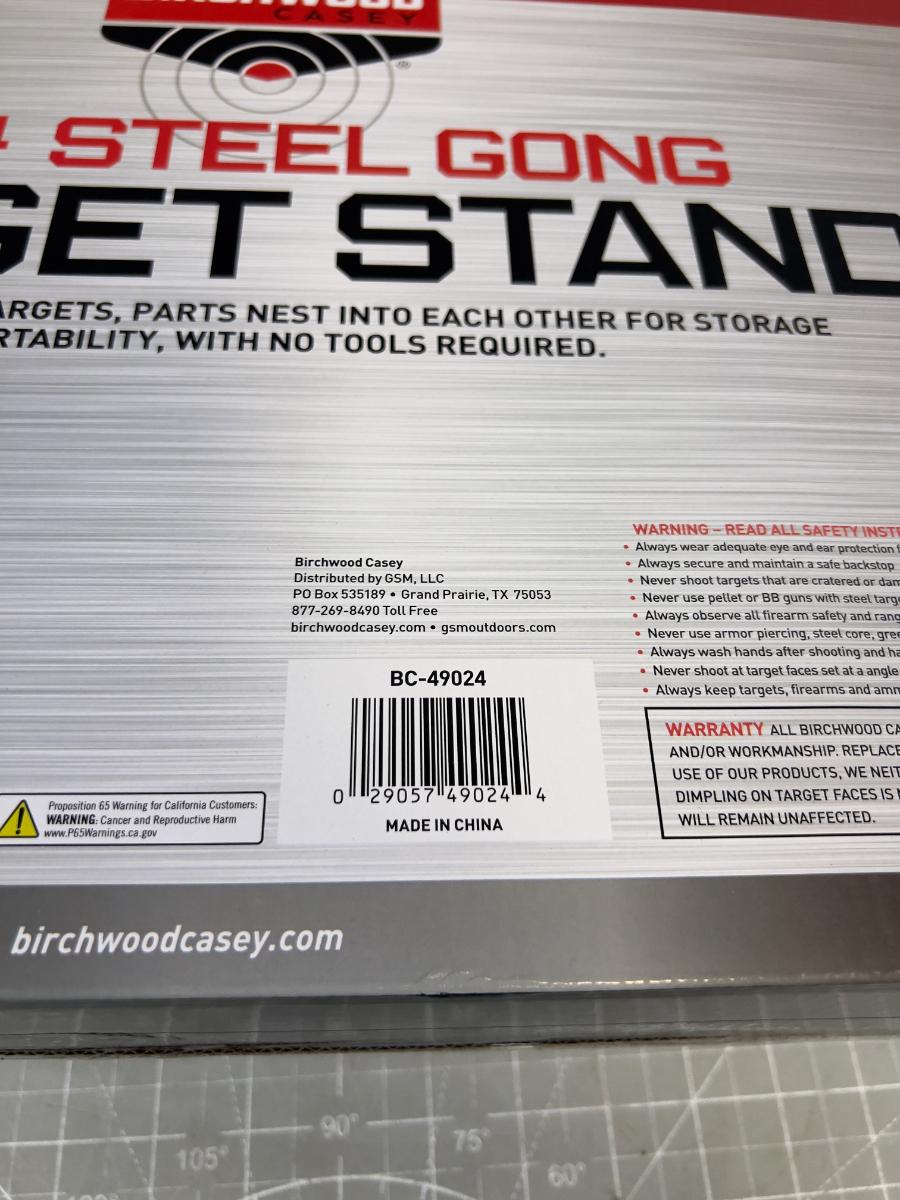 CASEY
®
STEEL GONG
GET STAND
ARGETS, PARTS NEST INTO EACH OTHER FOR STORAGE
RTABILITY, WITH NO TOOLS REQUIRED.
Birchwood Casey
Distributed by GSM, LLC
PO Box 535189 • Grand Prairie, TX 75053
877-269-8490 Toll Free
birchwoodcasey.com • gsmoutdoors.com
BC-49024
0 29057 49024 4
MADE IN CHINA
Proposition 65 Warning for California Customers:
WARNING: Cancer and Reproductive Harm
www.P65Warnings.ca.gov
WARNING – READ ALL SAFETY INST
• Always wear adequate eye and ear protection
• Always secure and maintain a safe backstop
• Never shoot targets that are cratered or dam
• Never use pellet or BB guns with steel targe
• Always observe all firearm safety and rang
• Never use armor piercing, steel core, gree
• Always wash hands after shooting and ha
• Never shoot at target faces set at a angle
• Always keep targets, firearms and amm
WARRANTY ALL BIRCHWOOD CA
AND/OR WORKMANSHIP. REPLACE
USE OF OUR PRODUCTS, WE NEIT
DIMPLING ON TARGET FACES IS
WILL REMAIN UNAFFECTED.
birchwoodcasey.com
105°
90°
75°
60°